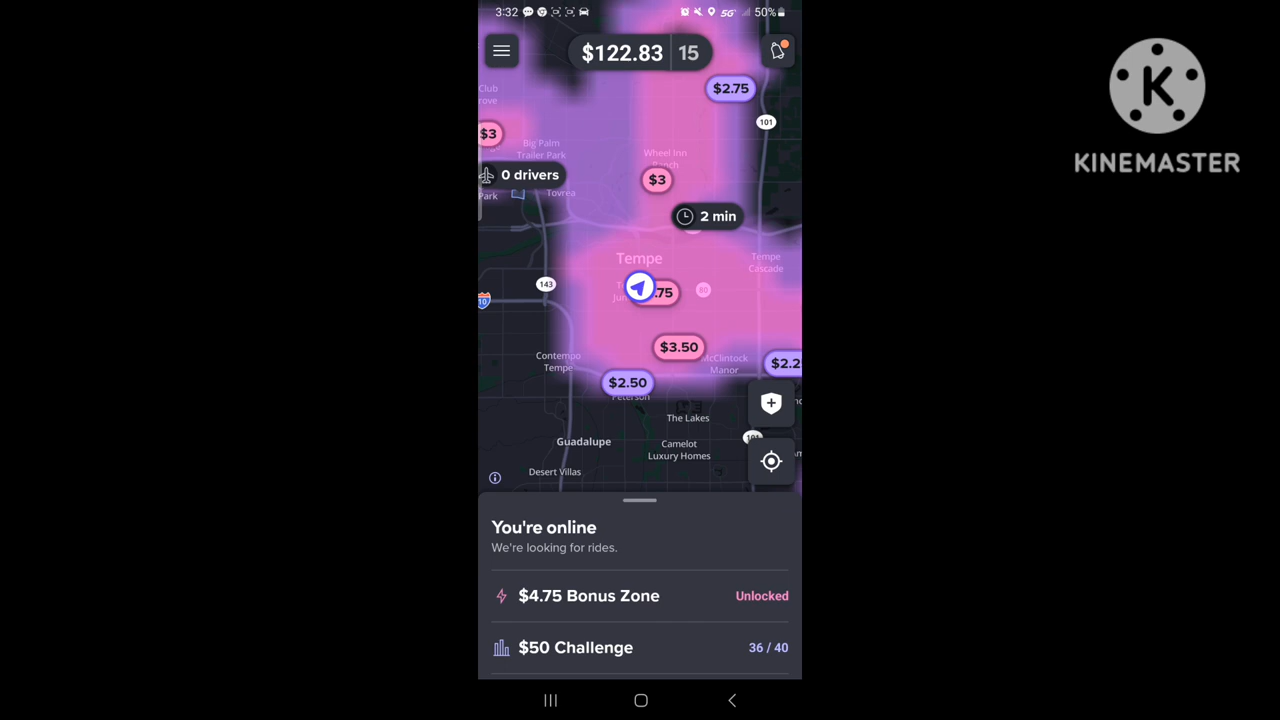 3:32
5G
50%
$122.83 | 15
$2.75
Club
rove
101
$3
Big Palm
Trailer Park
Wheel Inn
Ranch
$3
0 drivers
Park
Tovrea
2 min
Tempe
Tempe
Cascade
143
.75
60
10
$3.50
Contempo
Tempe
McClintock
Manor
$2.2
$2.50
Peterson
The Lakes
Guadalupe
Camelot
Luxury Homes
Desert Villas
You're online
We're looking for rides.
$4.75 Bonus Zone
Unlocked
$50 Challenge
36 / 40
K
KINEMASTER